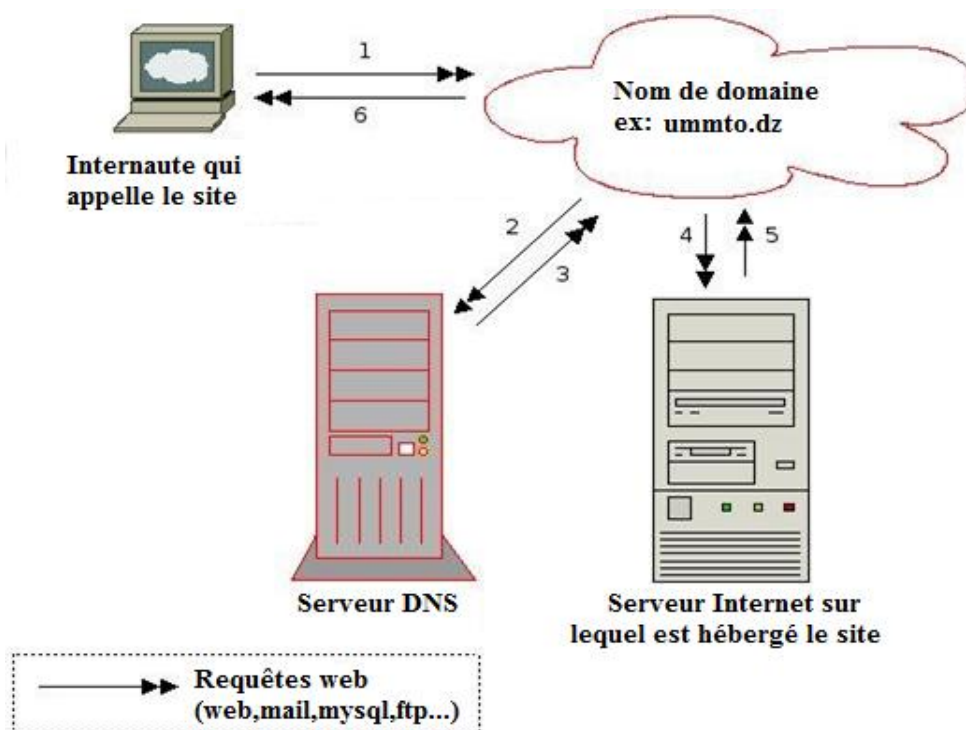 1
6
Nom de domaine
ex: ummto.dz
Internaute qui
appelle le site
2
3
4
5
Serveur DNS
Serveur Internet sur
lequel est hébergé le site
Requêtes web
(web,mail,mysql,ftp...)